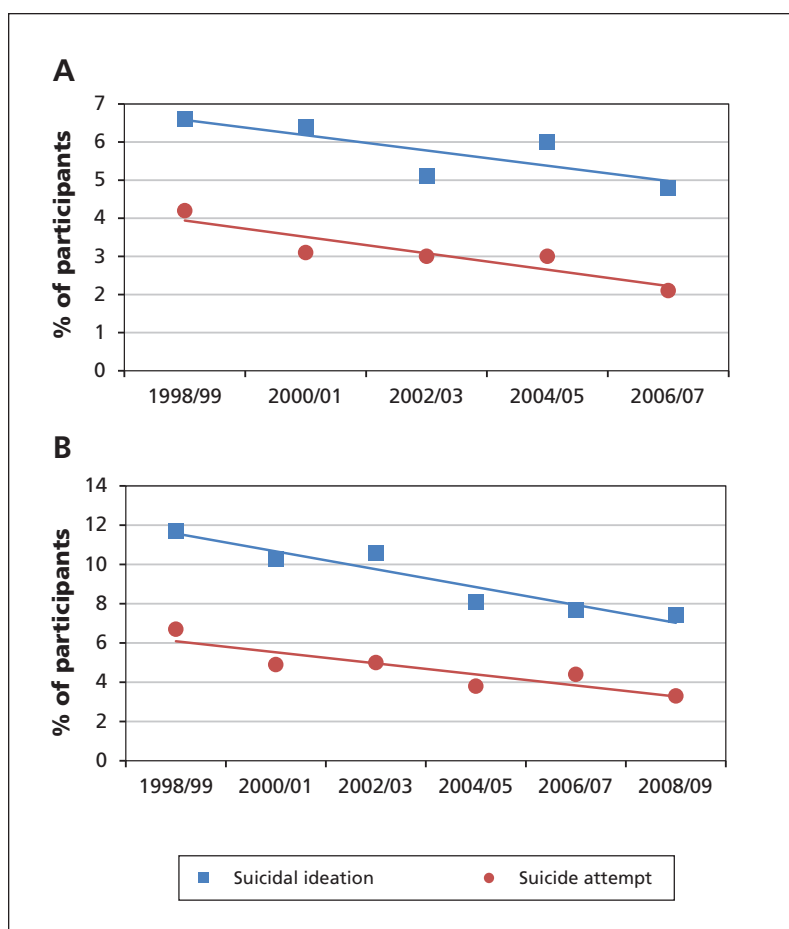 A
7
6
5
4
3
2
1
0
% of participants
1998/99 2000/01 2002/03 2004/05 2006/07
B
14
12
10
8
6
4
2
0
% of participants
1998/99 2000/01 2002/03 2004/05 2006/07 2008/09
Suicidal ideation Suicide attempt